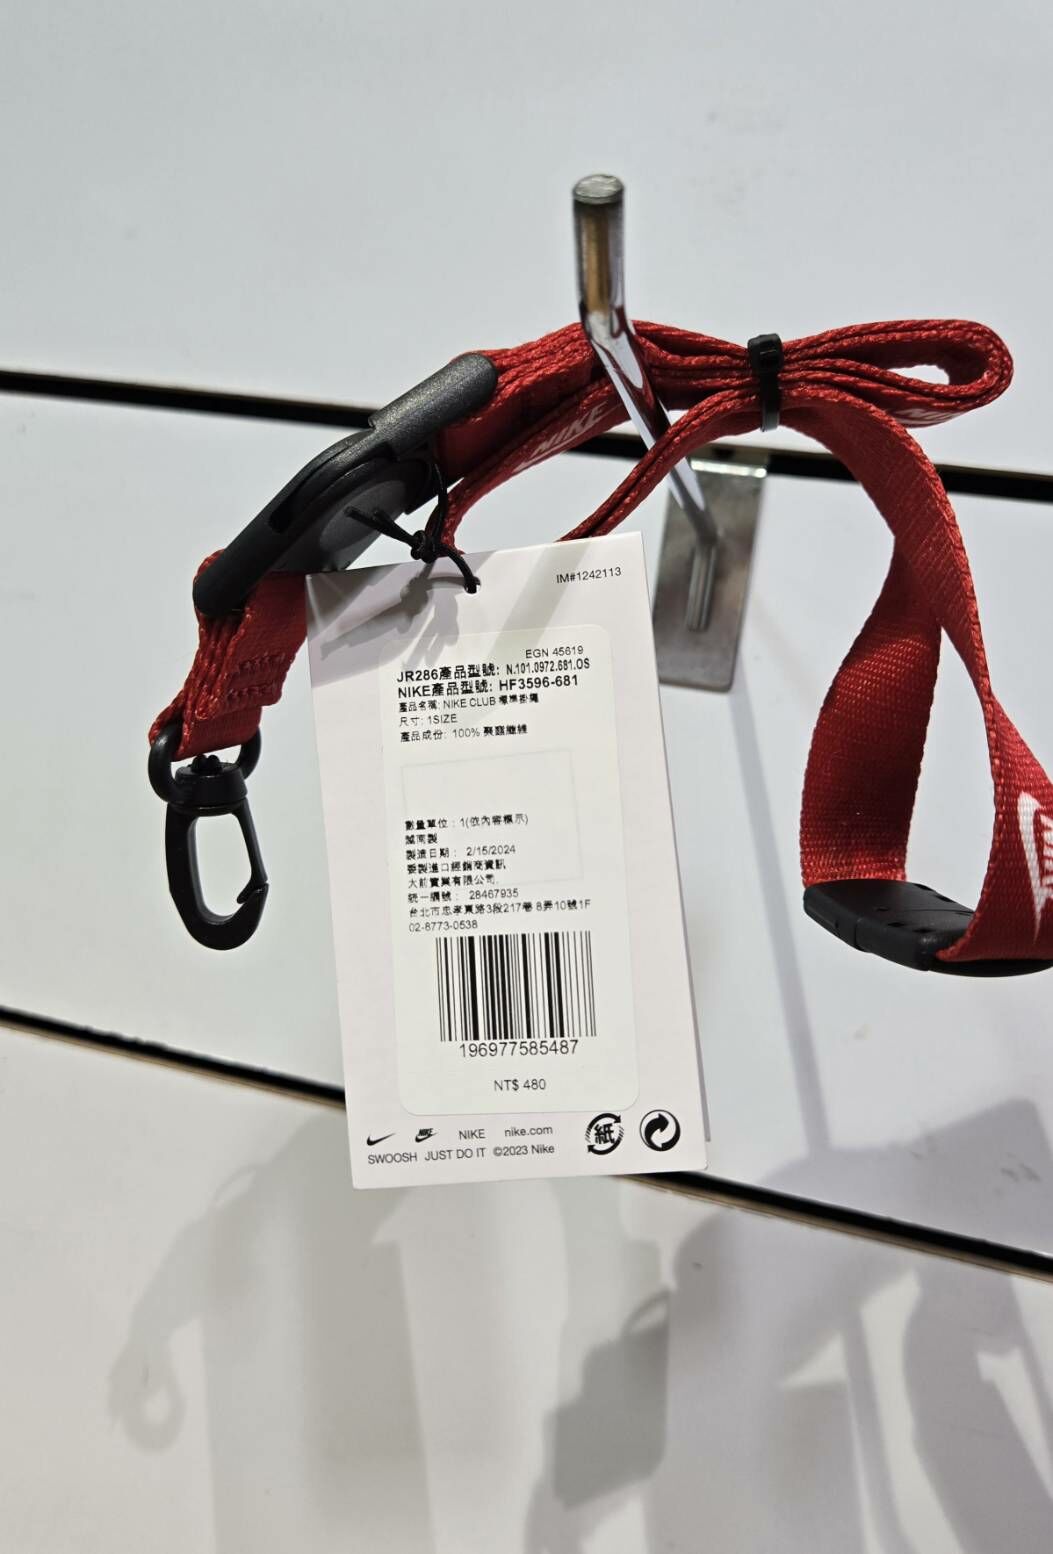 NIKE
IM#1242113
EGN 45619
JR286產品型號: N.101.0972.681.OS
NIKE產品型號: HF3596-681
產品名稱: NIKE CLUB 標準掛繩
尺寸: 1SIZE
產品成份: 100% 聚酯纖維
數量單位: 1(依內容標示)
越南製
製造日期: 2/15/2024
委製進口經銷商資訊
大前實業有限公司.
統一編號: 28467935
台北市忠孝東路3段217巷 8弄10號1F
02-8773-0538
196977585487
NT$ 480
NIKE nike.com
SWOOSH JUST DO IT ©2023 Nike
紙